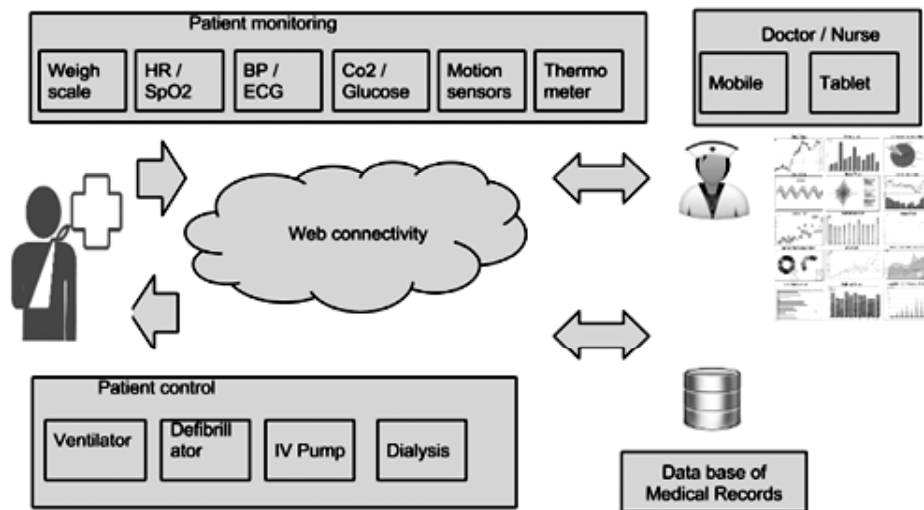 Patient monitoring
Weigh
scale
HR /
SpO2
BP /
ECG
Co2 /
Glucose
Motion
sensors
Thermo
meter
Doctor / Nurse
Mobile
Tablet
Web connectivity
Patient control
Ventilator
Defibrill
ator
IV Pump
Dialysis
Data base of
Medical Records